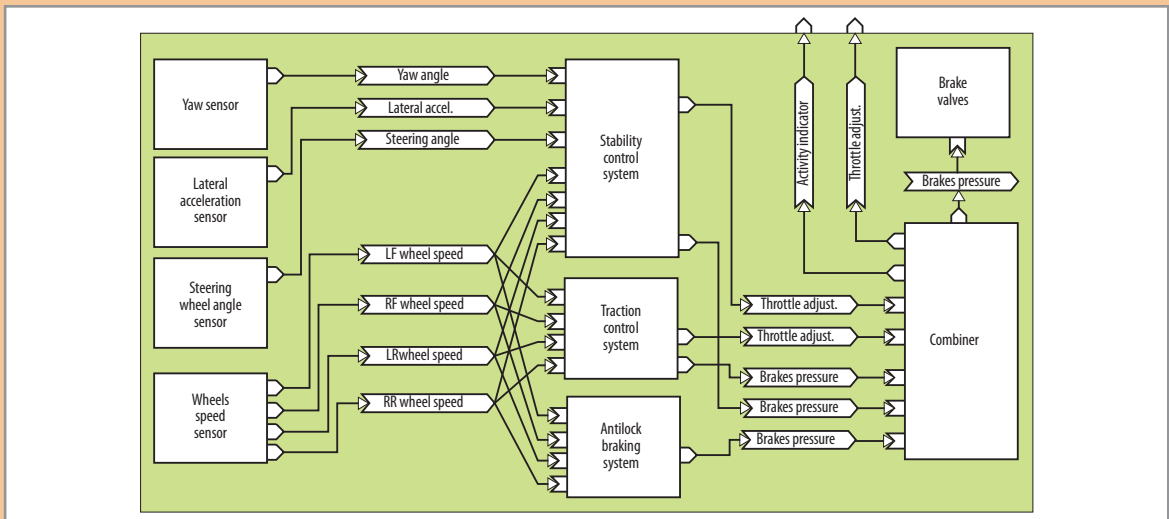 Yaw sensor
Lateral
acceleration
sensor
Steering
wheel angle
sensor
Wheels
speed
sensor
Yaw angle
Lateral accel.
Steering angle
LF wheel speed
RF wheel speed
LRwheel speed
RR wheel speed
Stability
control
system
Traction
control
system
Antilock
braking
system
Activity indicator
Throttle adjust.
Brake
valves
Brakes pressure
Throttle adjust.
Throttle adjust.
Brakes pressure
Brakes pressure
Brakes pressure
Combiner